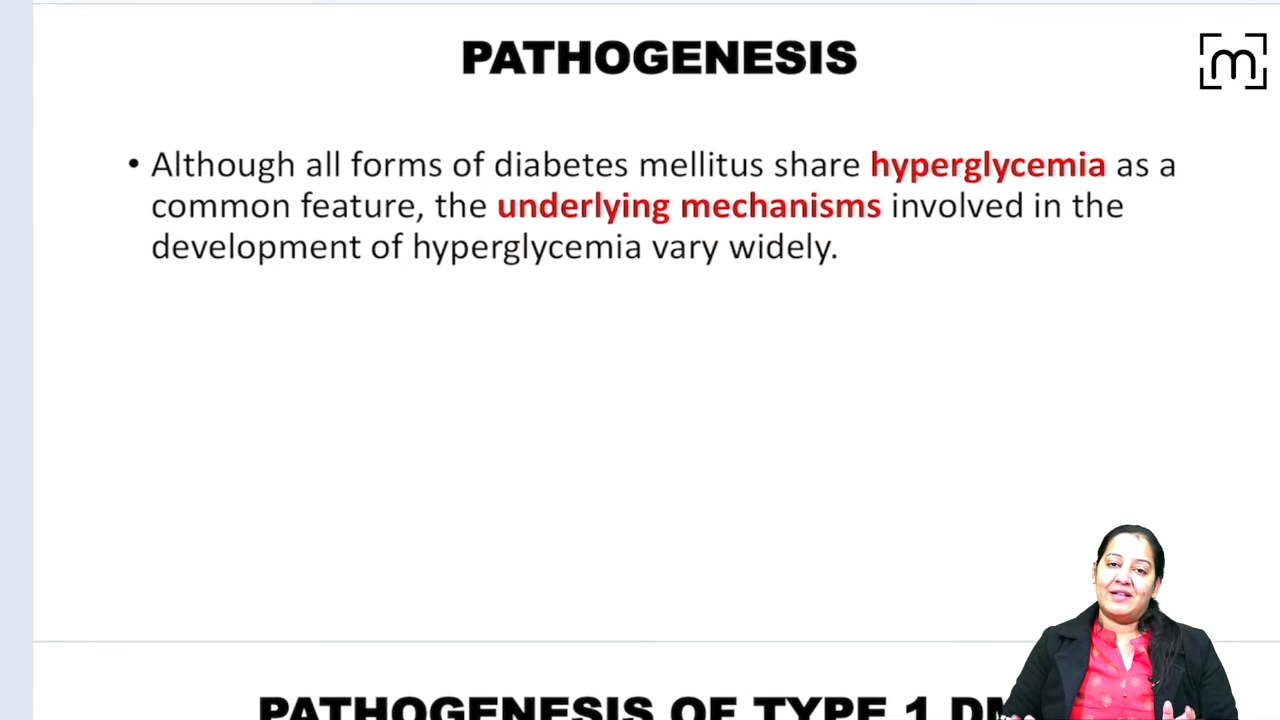 PATHOGENESIS
m
• Although all forms of diabetes mellitus share hyperglycemia as a
common feature, the underlying mechanisms involved in the
development of hyperglycemia vary widely.
PATHOGENESIS OF TYPE 1 DM